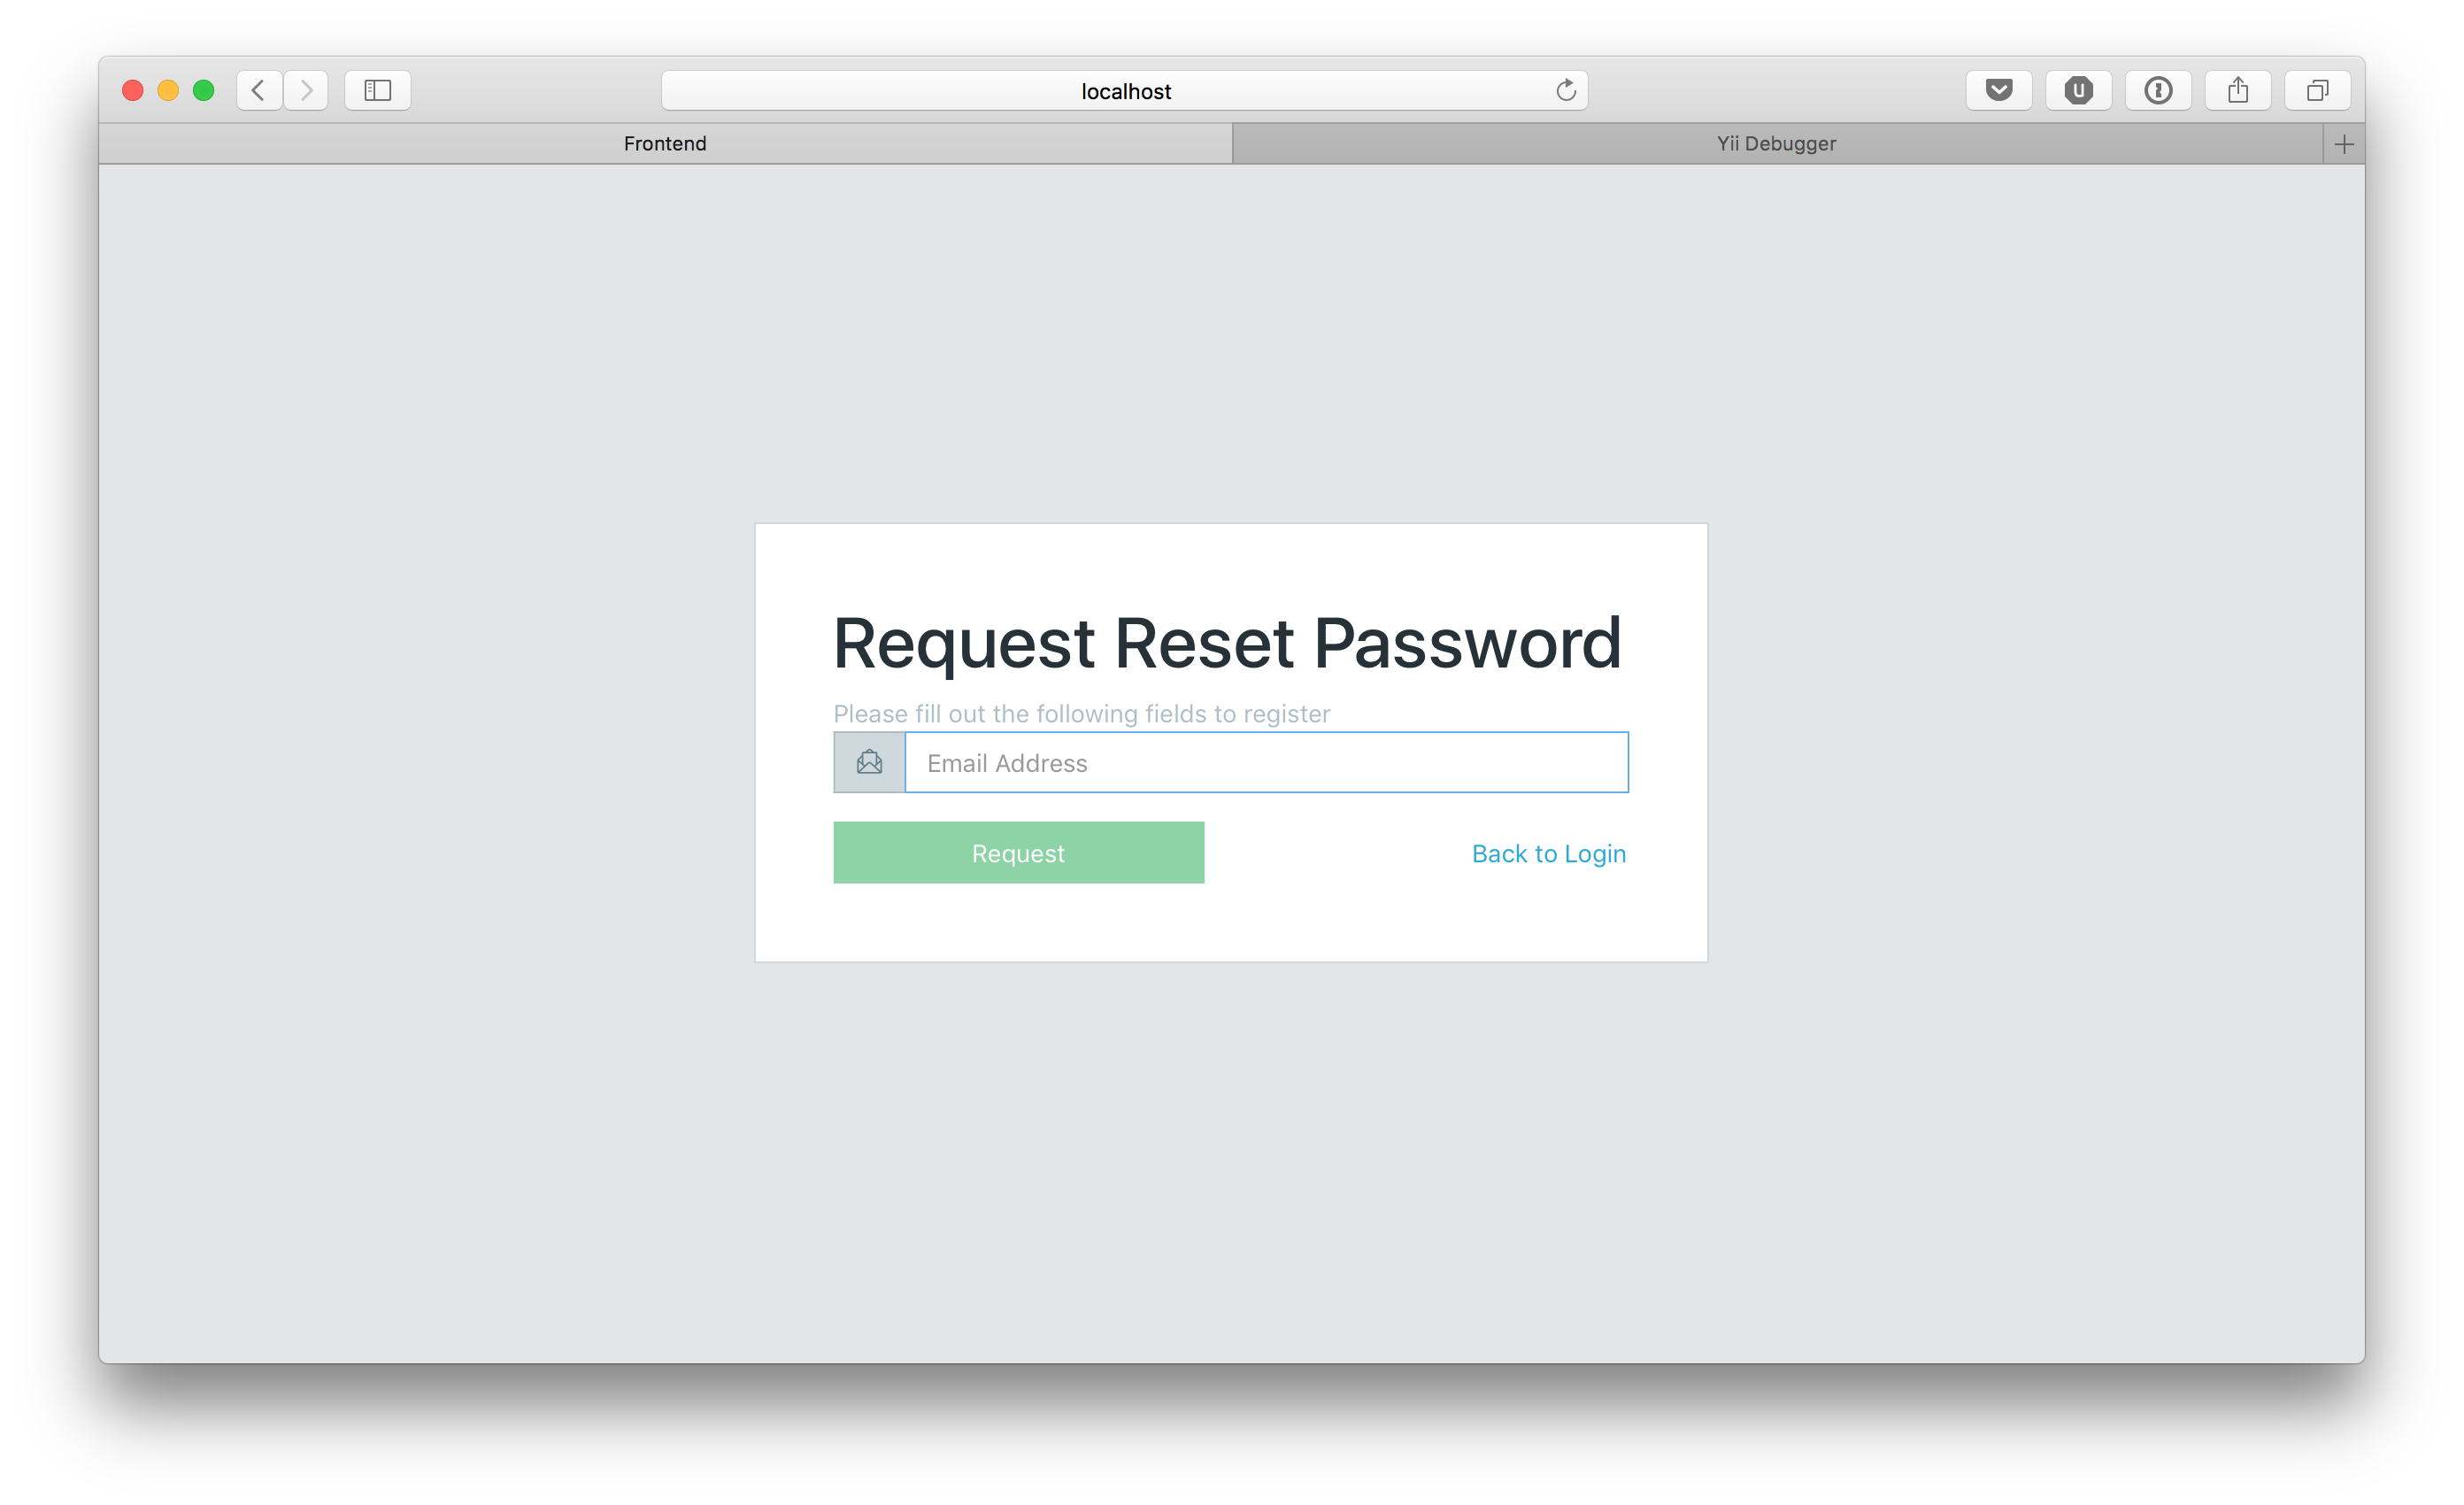 localhost
Frontend
Yii Debugger
Request Reset Password
Please fill out the following fields to register
Email Address
Request
Back to Login